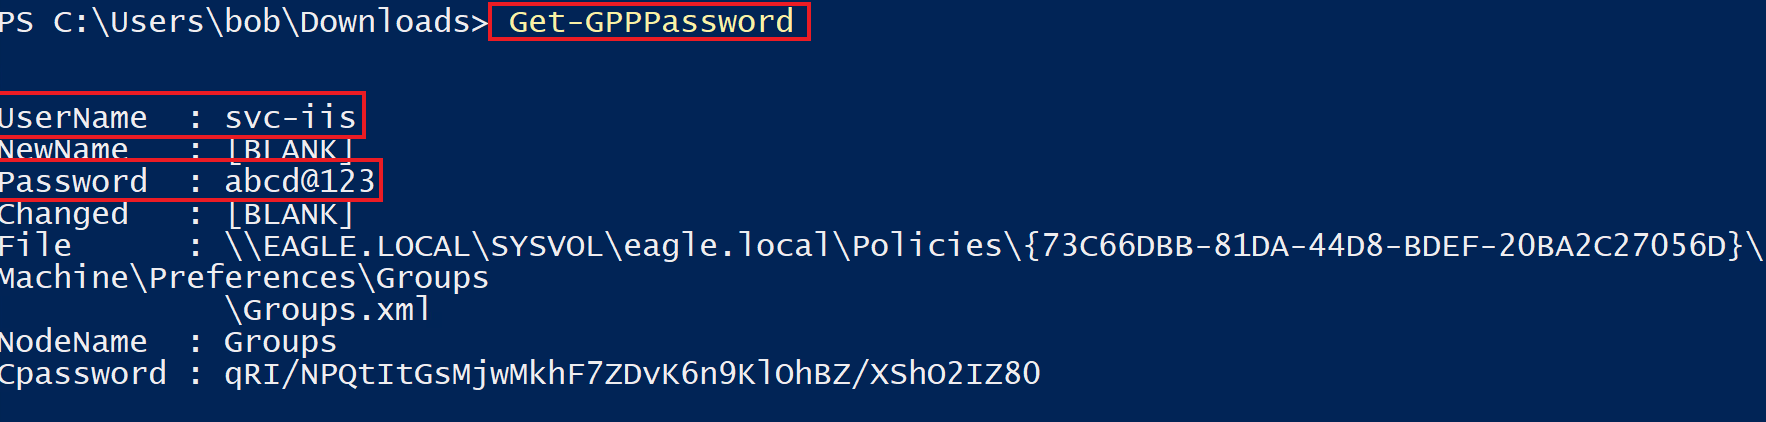 PS C:\Users\bob\Downloads> Get-GPPPassword
UserName : svc-iis
NewName : [BLANK]
Password : abcd@123
Changed : [BLANK]
File : \\EAGLE.LOCAL\SYSVOL\eagle.local\Policies\{73C66DBB-81DA-44D8-BDEF-20BA2C27056D}\
Machine\Preferences\Groups
\Groups.xml
NodeName : Groups
Cpassword : qRI/NPQtItGsMjwMkhF7ZDvK6n9KlOhBZ/XShO2IZ80